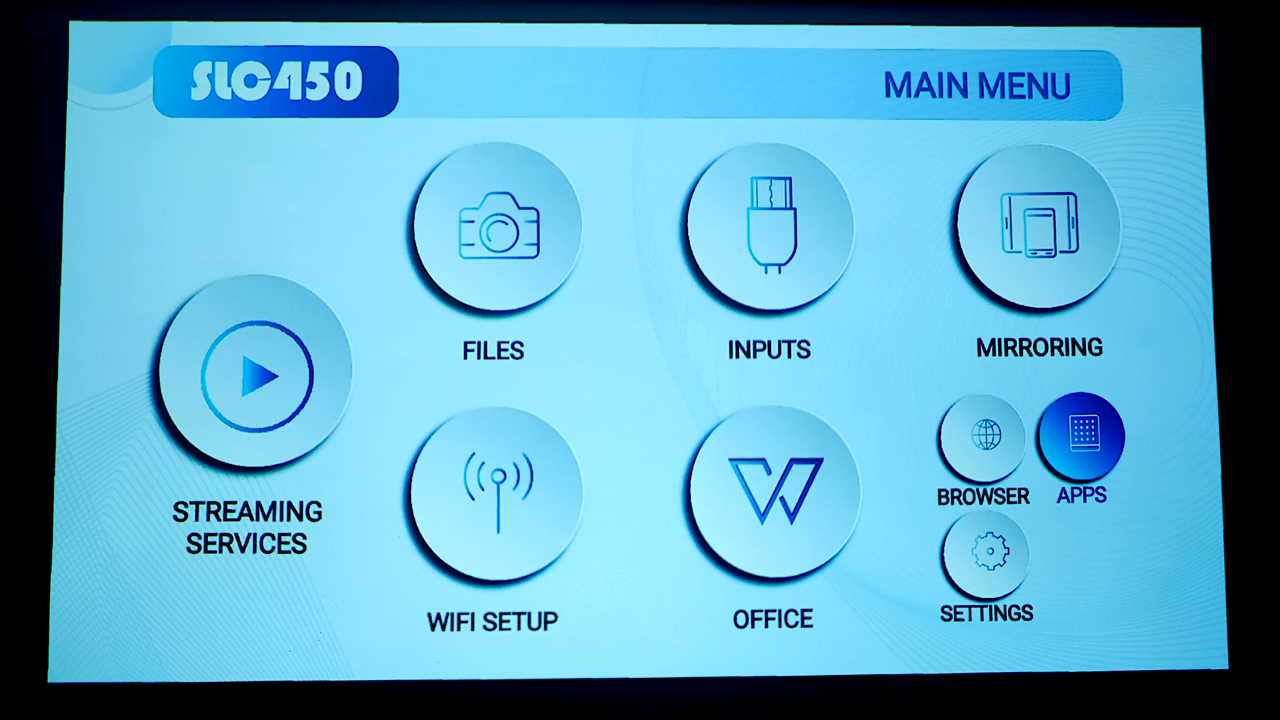 SLC450
MAIN MENU
FILES
INPUTS
MIRRORING
STREAMING
SERVICES
BROWSER
APPS
WIFI SETUP
OFFICE
SETTINGS